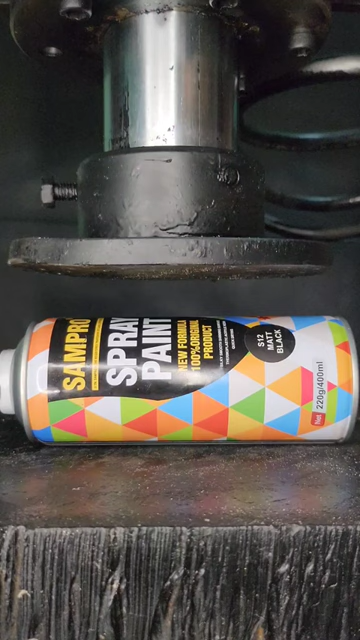 SAMPRO
SPRAY
PAINT
NEW FORMULA
100%ORIGINAL
PRODUCT
S12
MATT
BLACK
Net 220g/400ml